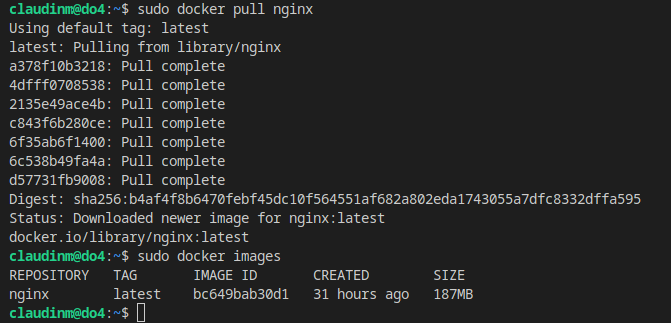 claudinm@do4:~$ sudo docker pull nginx
Using default tag: latest
latest: Pulling from library/nginx
a378f10b3218: Pull complete
4dfff0708538: Pull complete
2135e49ace4b: Pull complete
c843f6b280ce: Pull complete
6f35ab6f1400: Pull complete
6c538b49fa4a: Pull complete
d57731fb9008: Pull complete
Digest: sha256:b4af4f8b6470febf45dc10f564551af682a802eda1743055a7dfc8332dffa595
Status: Downloaded newer image for nginx:latest
docker.io/library/nginx:latest
claudinm@do4:~$ sudo docker images
REPOSITORY   TAG       IMAGE ID       CREATED        SIZE
nginx        latest    bc649bab30d1   31 hours ago   187MB
claudinm@do4:~$